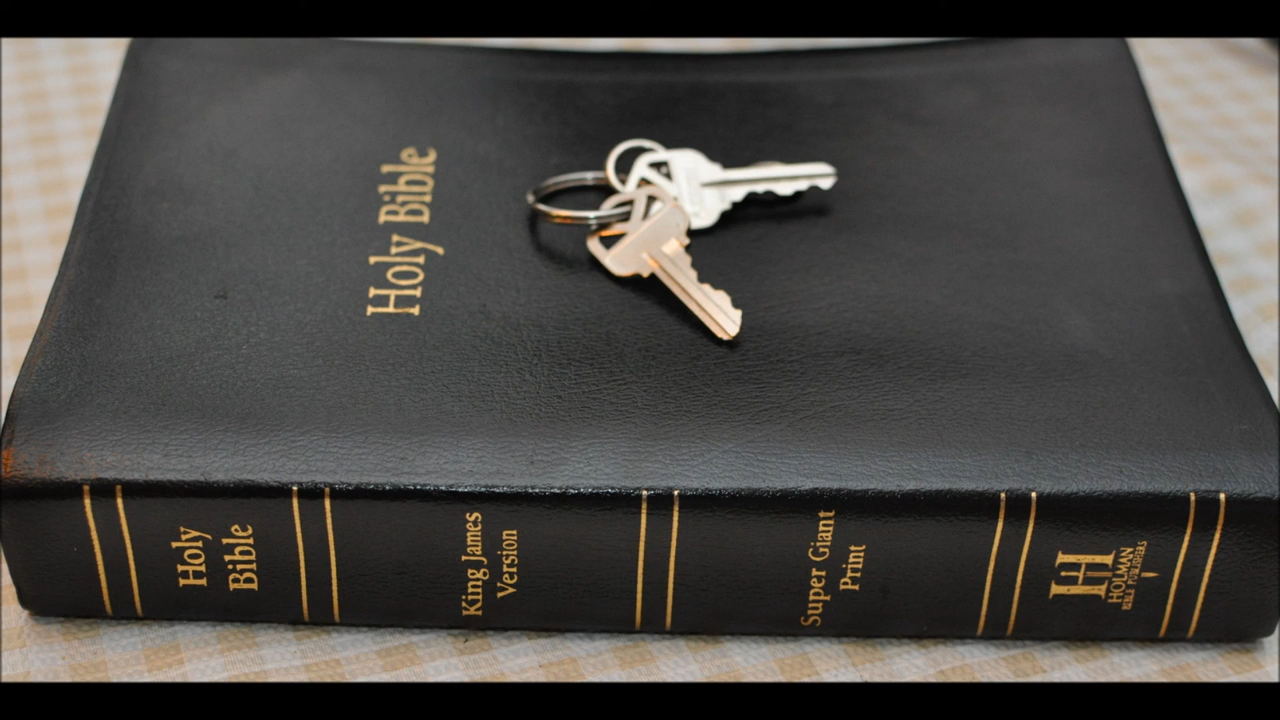 Holy Bible
Holy
Bible
King James
Version
Super Giant
Print
HOLMAN
BIBLE PUBLISHERS